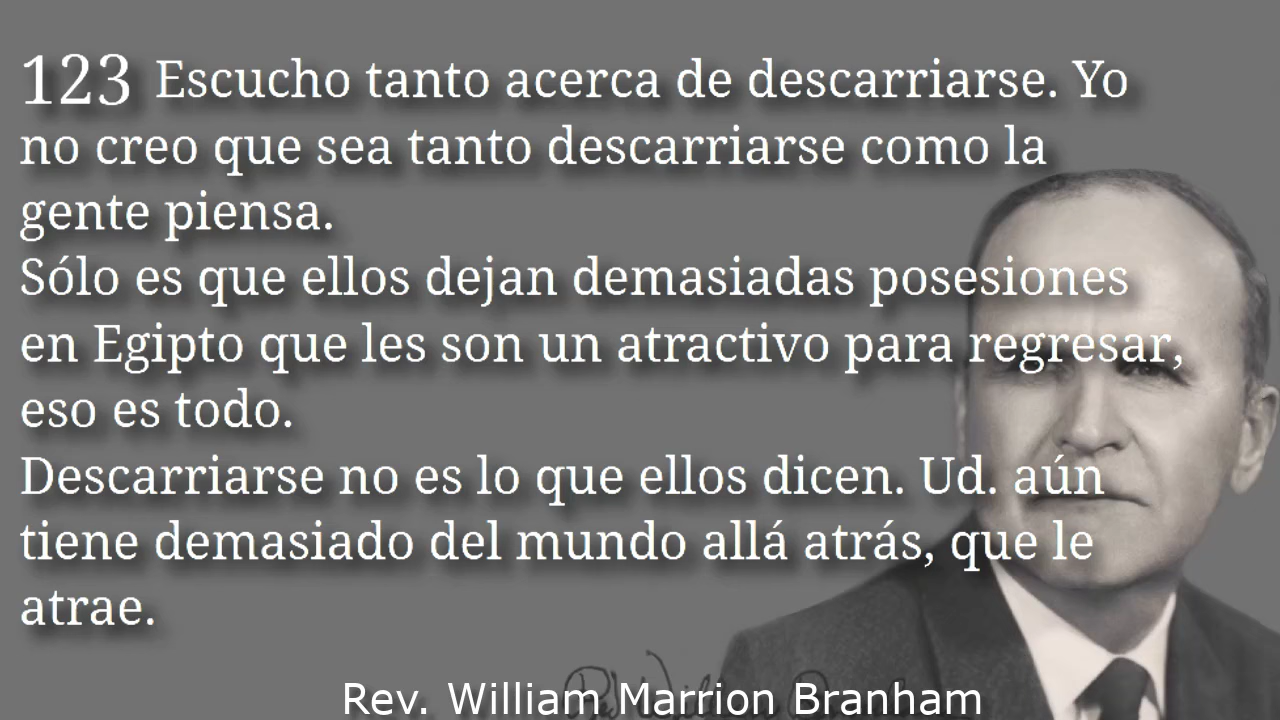 123 Escucho tanto acerca de descarriarse. Yo
no creo que sea tanto descarriarse como la
gente piensa.
Sólo es que ellos dejan demasiadas posesiones
en Egipto que les son un atractivo para regresar,
eso es todo.
Descarriarse no es lo que ellos dicen. Ud. aún
tiene demasiado del mundo allá atrás, que le
atrae.
Rev. William Marrion Branham